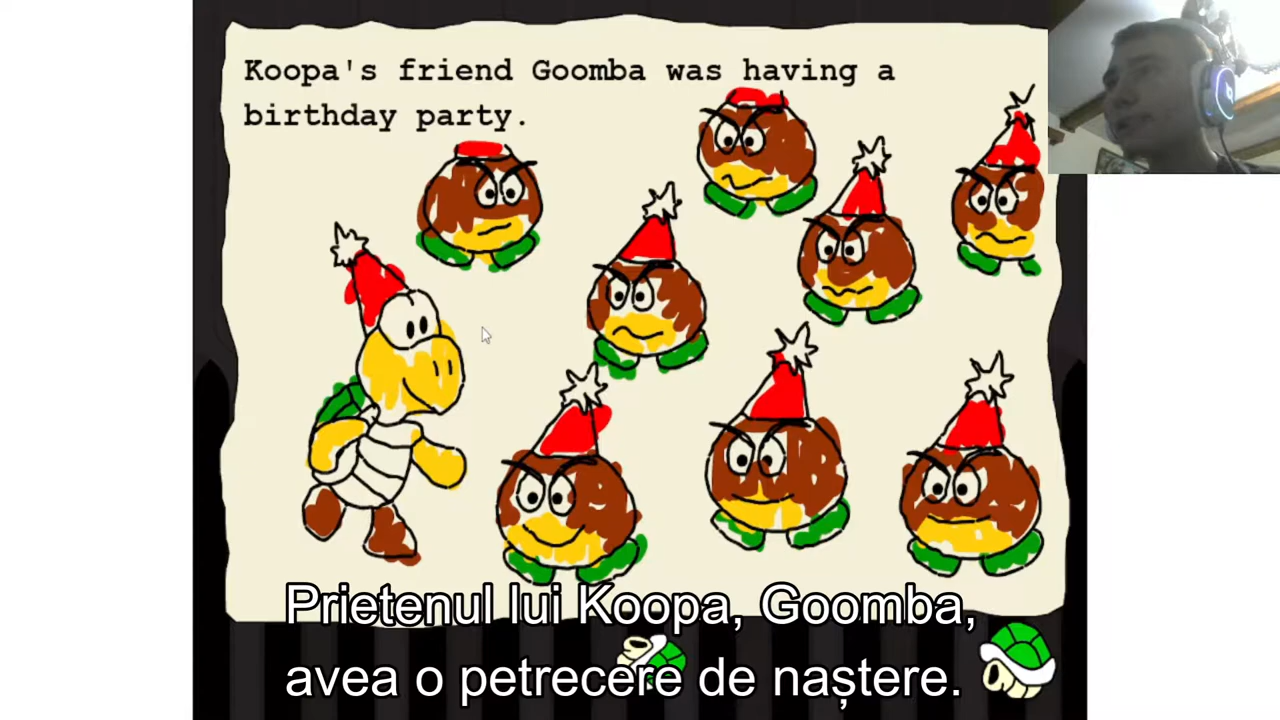 Koopa's friend Goomba was having a
birthday party.
Prietenul lui Koopa, Goomba,
avea o petrecere de naștere.